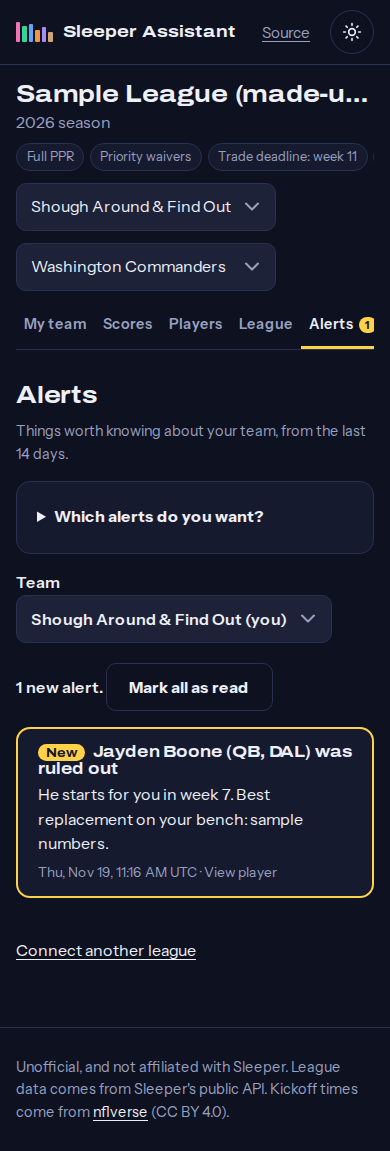 Sleeper Assistant
Source
Sample League (made-u...
2026 season
Full PPR
Priority waivers
Trade deadline: week 11
Shough Around & Find Out
Washington Commanders
My team
Scores
Players
League
Alerts 1
Alerts
Things worth knowing about your team, from the last
14 days.
Which alerts do you want?
Team
Shough Around & Find Out (you)
1 new alert.
Mark all as read
New Jayden Boone (QB, DAL) was
ruled out
He starts for you in week 7. Best
replacement on your bench: sample
numbers.
Thu, Nov 19, 11:16 AM UTC · View player
Connect another league
Unofficial, and not affiliated with Sleeper. League
data comes from Sleeper's public API. Kickoff times
come from nflverse (CC BY 4.0).